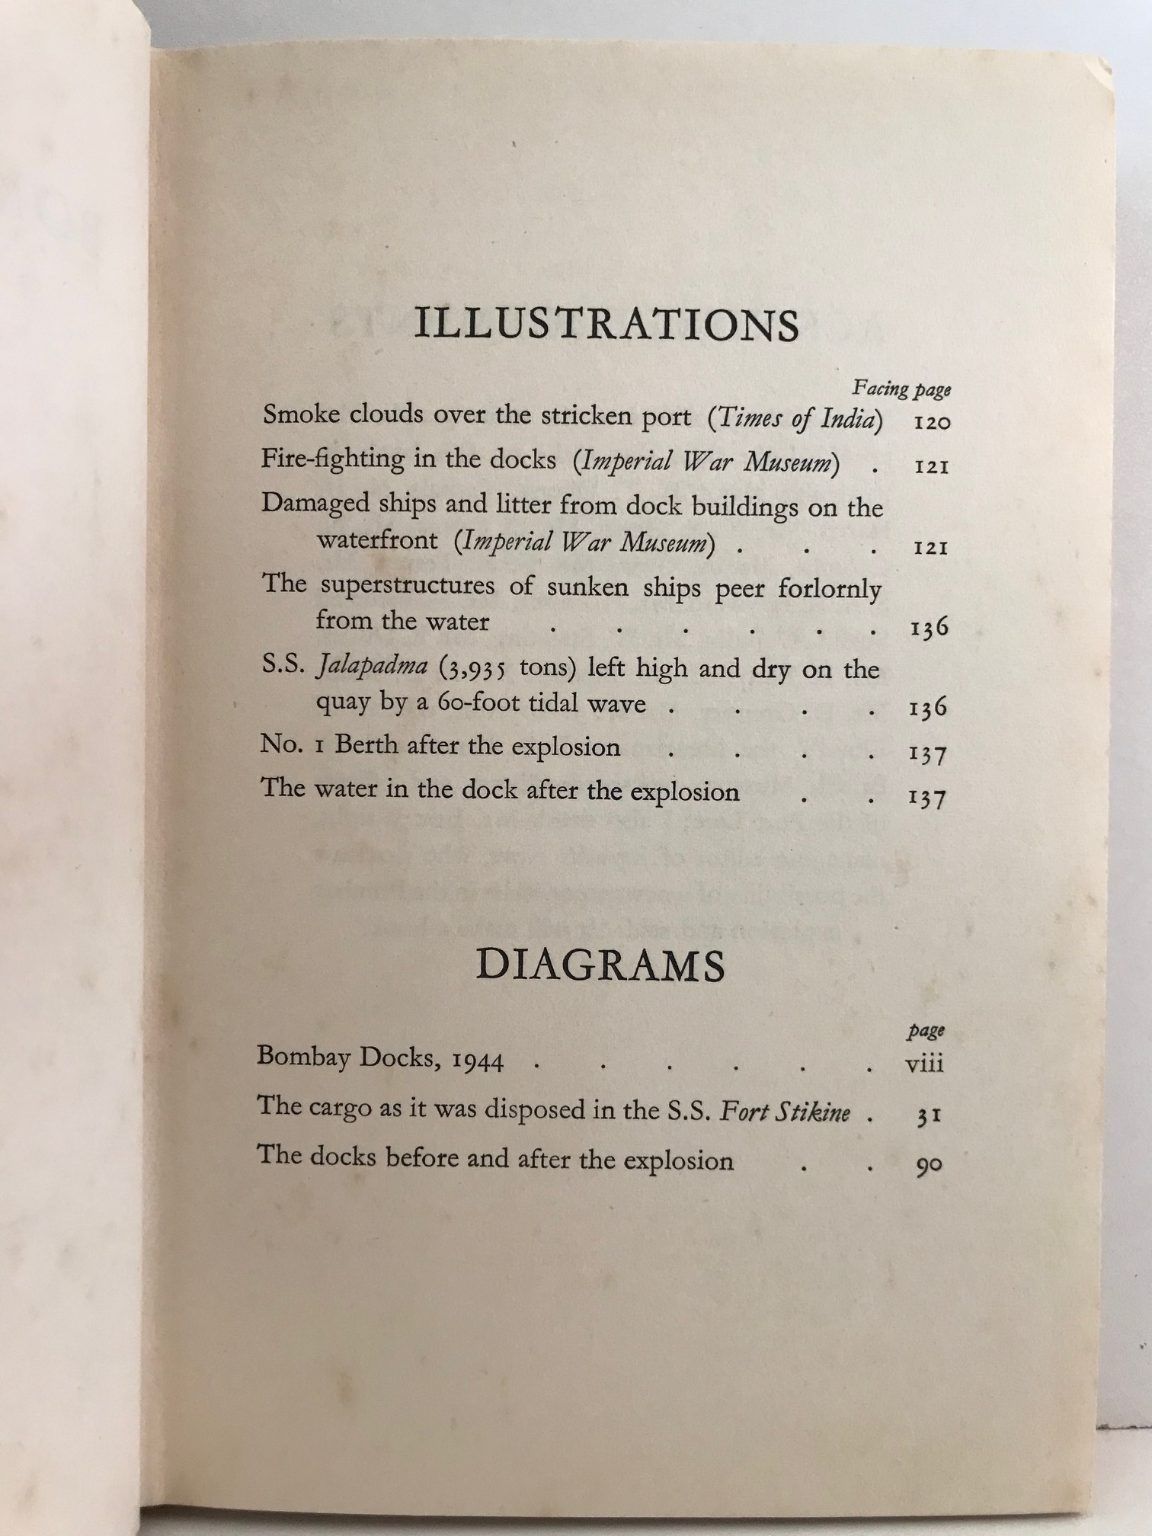 ILLUSTRATIONS
Facing page
Smoke clouds over the stricken port (Times of India) 120
Fire-fighting in the docks (Imperial War Museum) . 121
Damaged ships and litter from dock buildings on the
waterfront (Imperial War Museum) . . . 121
The superstructures of sunken ships peer forlornly
from the water . . . . . . 136
S.S. Jalapadma (3,935 tons) left high and dry on the
quay by a 60-foot tidal wave . . . . 136
No. 1 Berth after the explosion . . . . 137
The water in the dock after the explosion . . 137
DIAGRAMS
page
Bombay Docks, 1944 . . . . . . viii
The cargo as it was disposed in the S.S. Fort Stikine . 31
The docks before and after the explosion . . 90